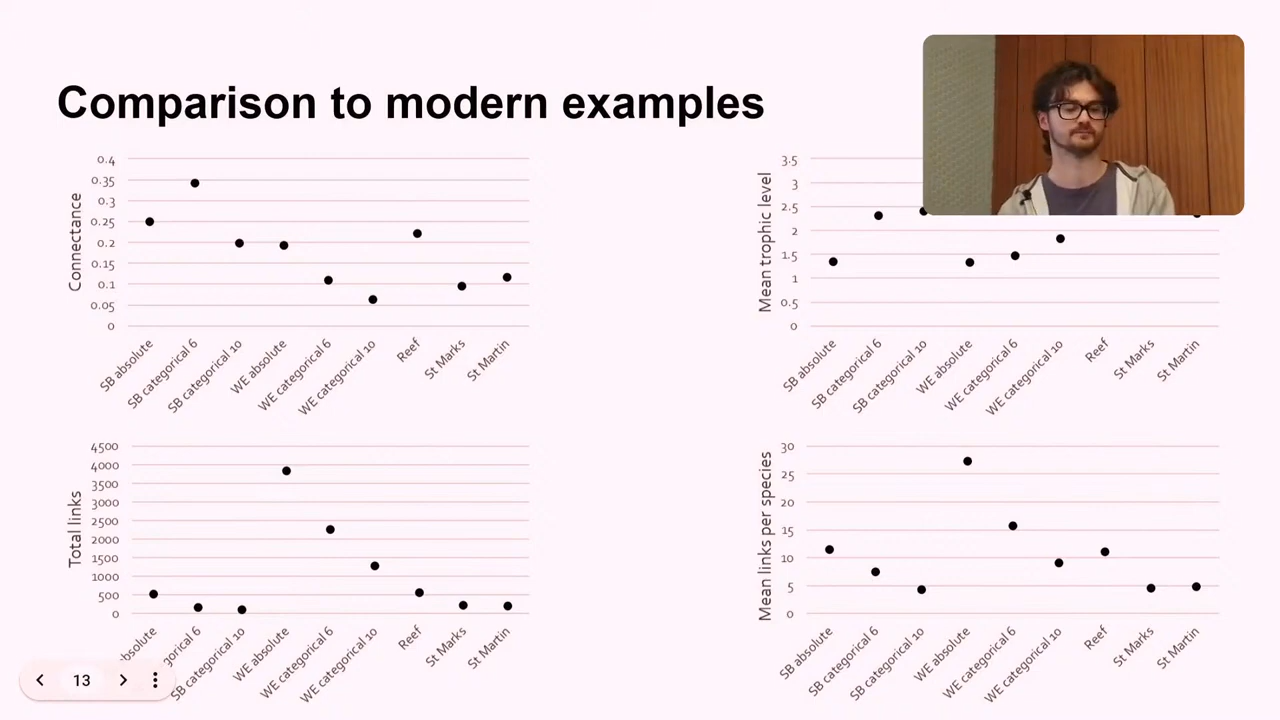 Comparison to modern examples
Connectance
0.4
0.35
0.3
0.25
0.2
0.15
0.1
0.05
0
SB absolute
SB categorical 6
SB categorical 10
WE absolute
WE categorical 6
WE categorical 10
Reef
St Marks
St Martin
Mean trophic level
3.5
3
2.5
2
1.5
1
0.5
0
SB absolute
SB categorical 6
SB categorical 10
WE absolute
WE categorical 6
WE categorical 10
Reef
St Marks
St Martin
Total links
4500
4000
3500
3000
2500
2000
1500
1000
500
0
absolute
SB categorical 10
WE absolute
WE categorical 6
WE categorical 10
Reef
St Marks
St Martin
Mean links per species
30
25
20
15
10
5
0
SB absolute
SB categorical 6
SB categorical 10
WE absolute
WE categorical 6
WE categorical 10
Reef
St Marks
St Martin
13